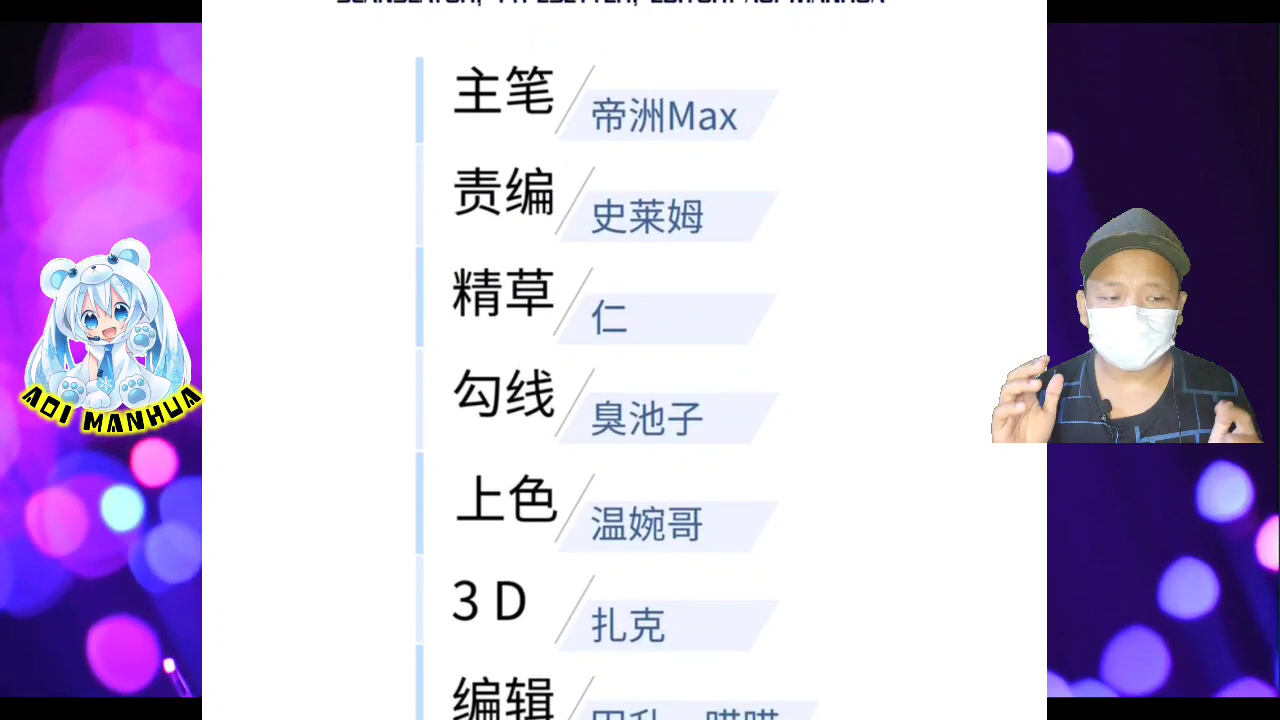 主笔
帝洲Max
责编
史莱姆
精草
仁
勾线
臭池子
上色
温婉哥
3D
扎克
编辑
AOI MANHUA